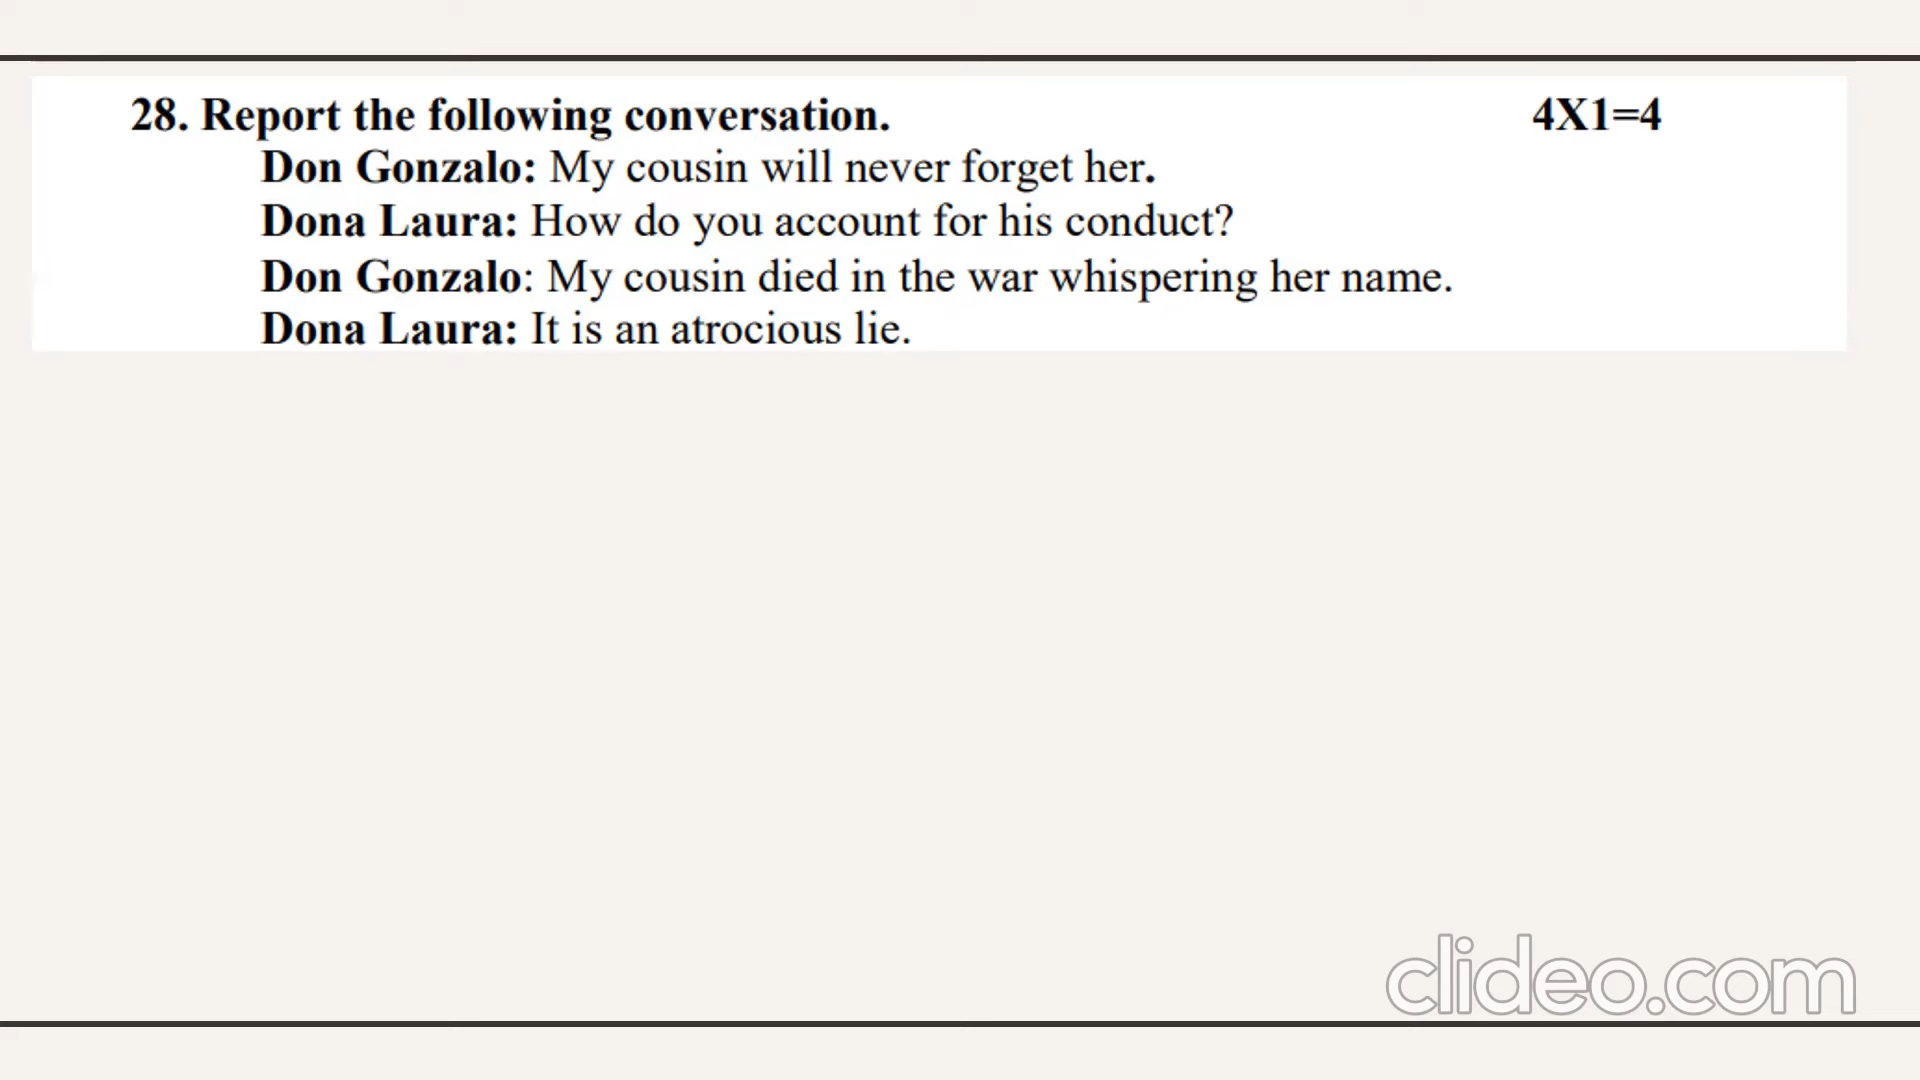 28. Report the following conversation. 4X1=4
Don Gonzalo: My cousin will never forget her.
Dona Laura: How do you account for his conduct?
Don Gonzalo: My cousin died in the war whispering her name.
Dona Laura: It is an atrocious lie.
clideo.com